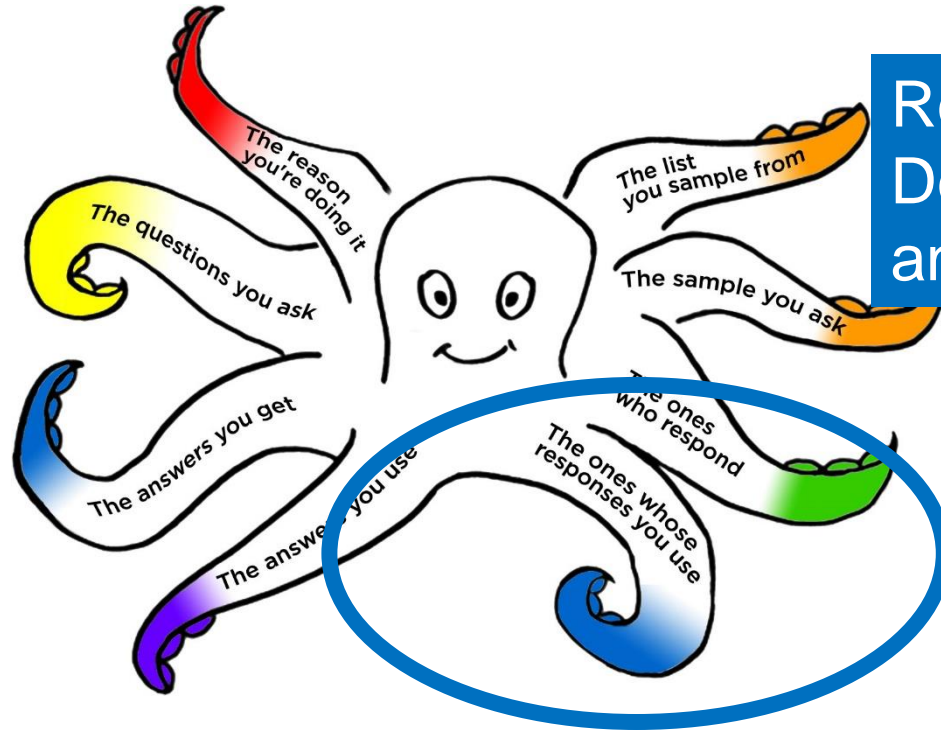 The reason
you're doing it
The list
you sample from
The questions you ask
The sample you ask
The answers you get
The ones
who respond
The answers you use
The ones whose
responses you use